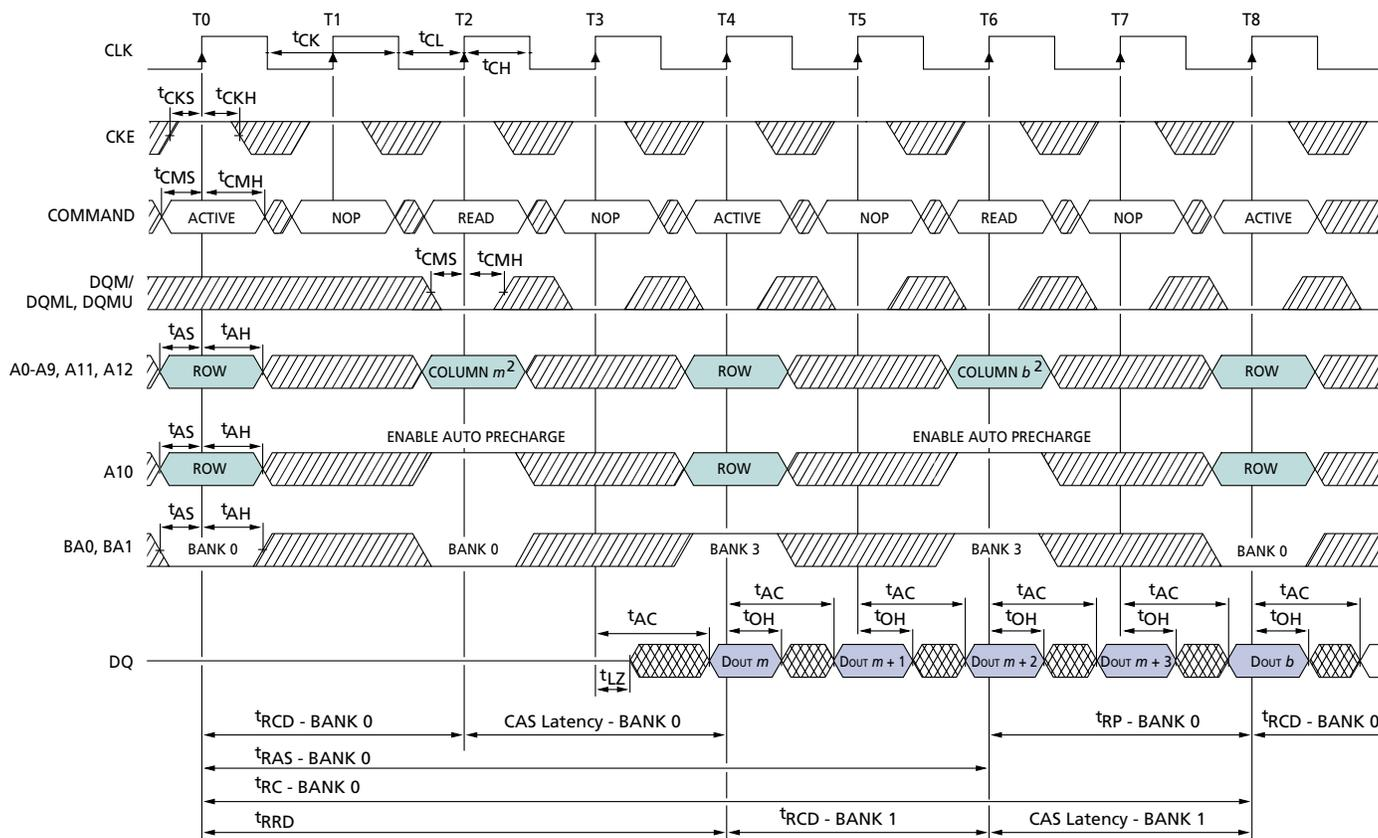 T0 T1 T2 T3 T4 T5 T6 T7 T8
CLK
tCK tCL
tCH
tCKS tCKH
CKE
tCMS tCMH
COMMAND ACTIVE NOP READ NOP ACTIVE NOP READ NOP ACTIVE
tCMS tCMH
DQM/
DQML, DQMU
tAS tAH
A0-A9, A11, A12 ROW COLUMN m2 ROW COLUMN b 2 ROW
tAS tAH
ENABLE AUTO PRECHARGE ENABLE AUTO PRECHARGE
A10 ROW ROW ROW
tAS tAH
BA0, BA1 BANK 0 BANK 0 BANK 3 BANK 3 BANK 0
tAC tAC tAC tAC tAC
tAC tOH tOH tOH tOH tOH
DQ DOUT m DOUT m + 1 DOUT m + 2 DOUT m + 3 DOUT b
tLZ
tRCD - BANK 0 CAS Latency - BANK 0 tRP - BANK 0 tRCD - BANK 0
tRAS - BANK 0
tRC - BANK 0
tRRD tRCD - BANK 1 CAS Latency - BANK 1